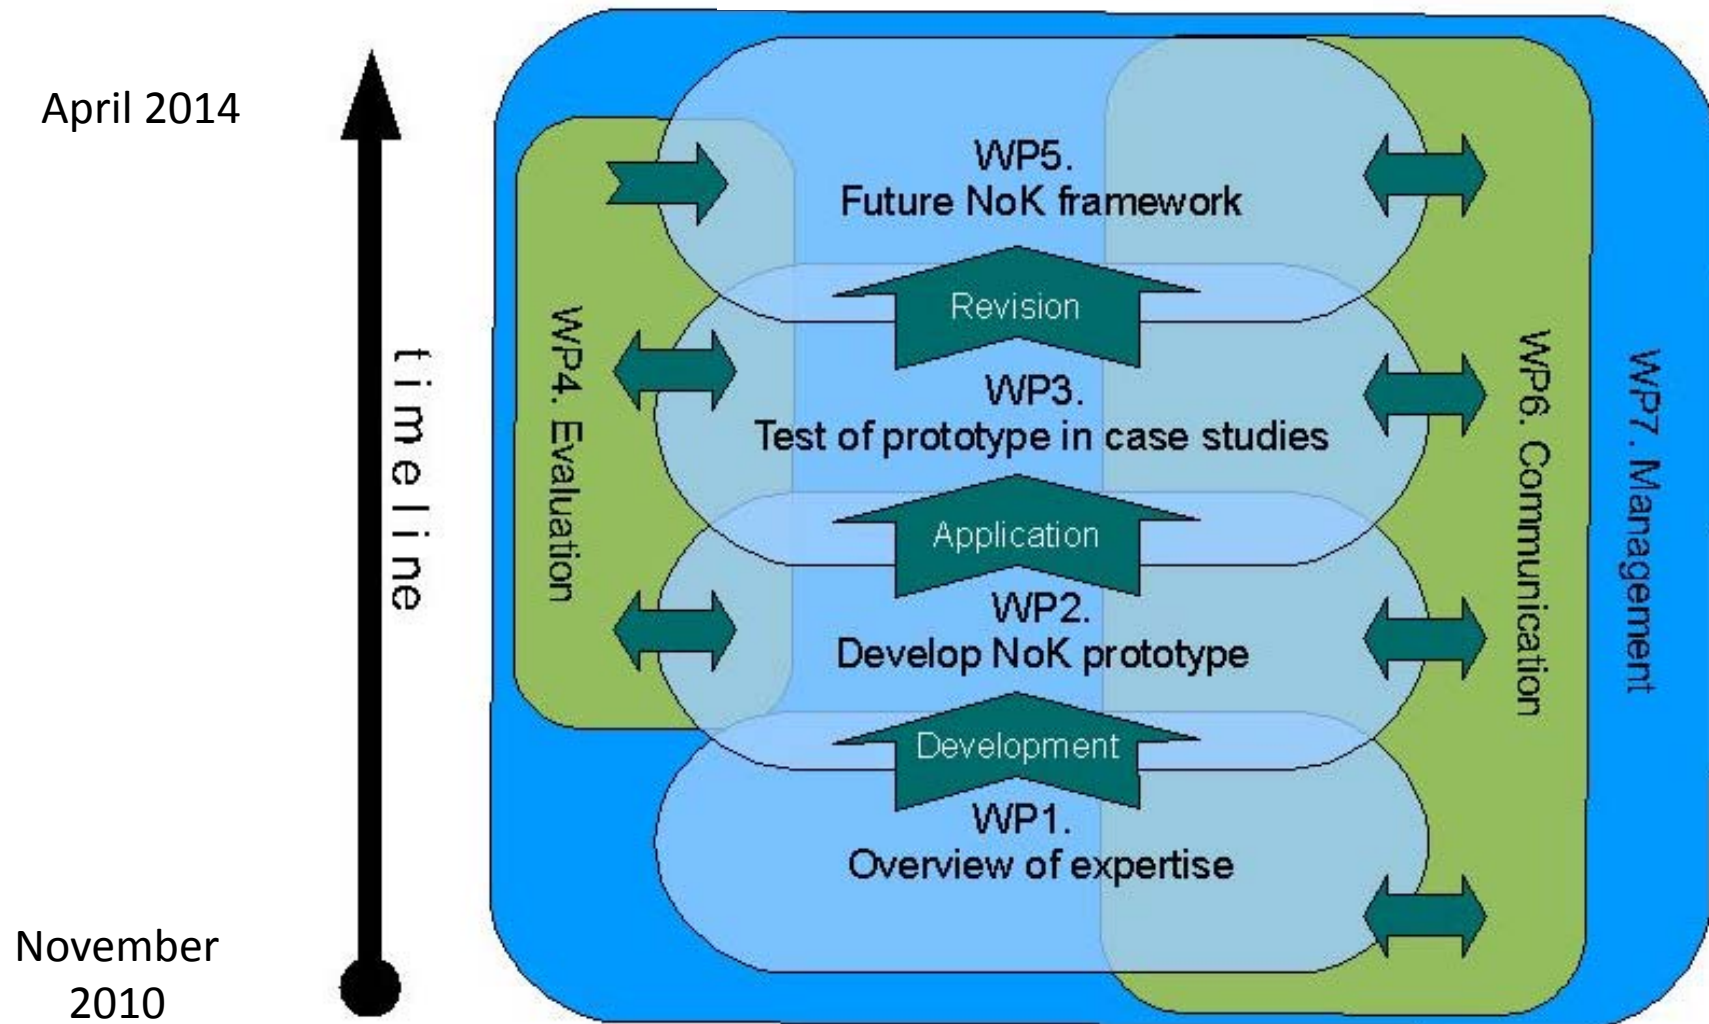 April 2014
November
2010
timeline
WP4. Evaluation
WP5.
Future NoK framework
Revision
WP3.
Test of prototype in case studies
Application
WP2.
Develop NoK prototype
Development
WP1.
Overview of expertise
WP6. Communication
WP7. Management